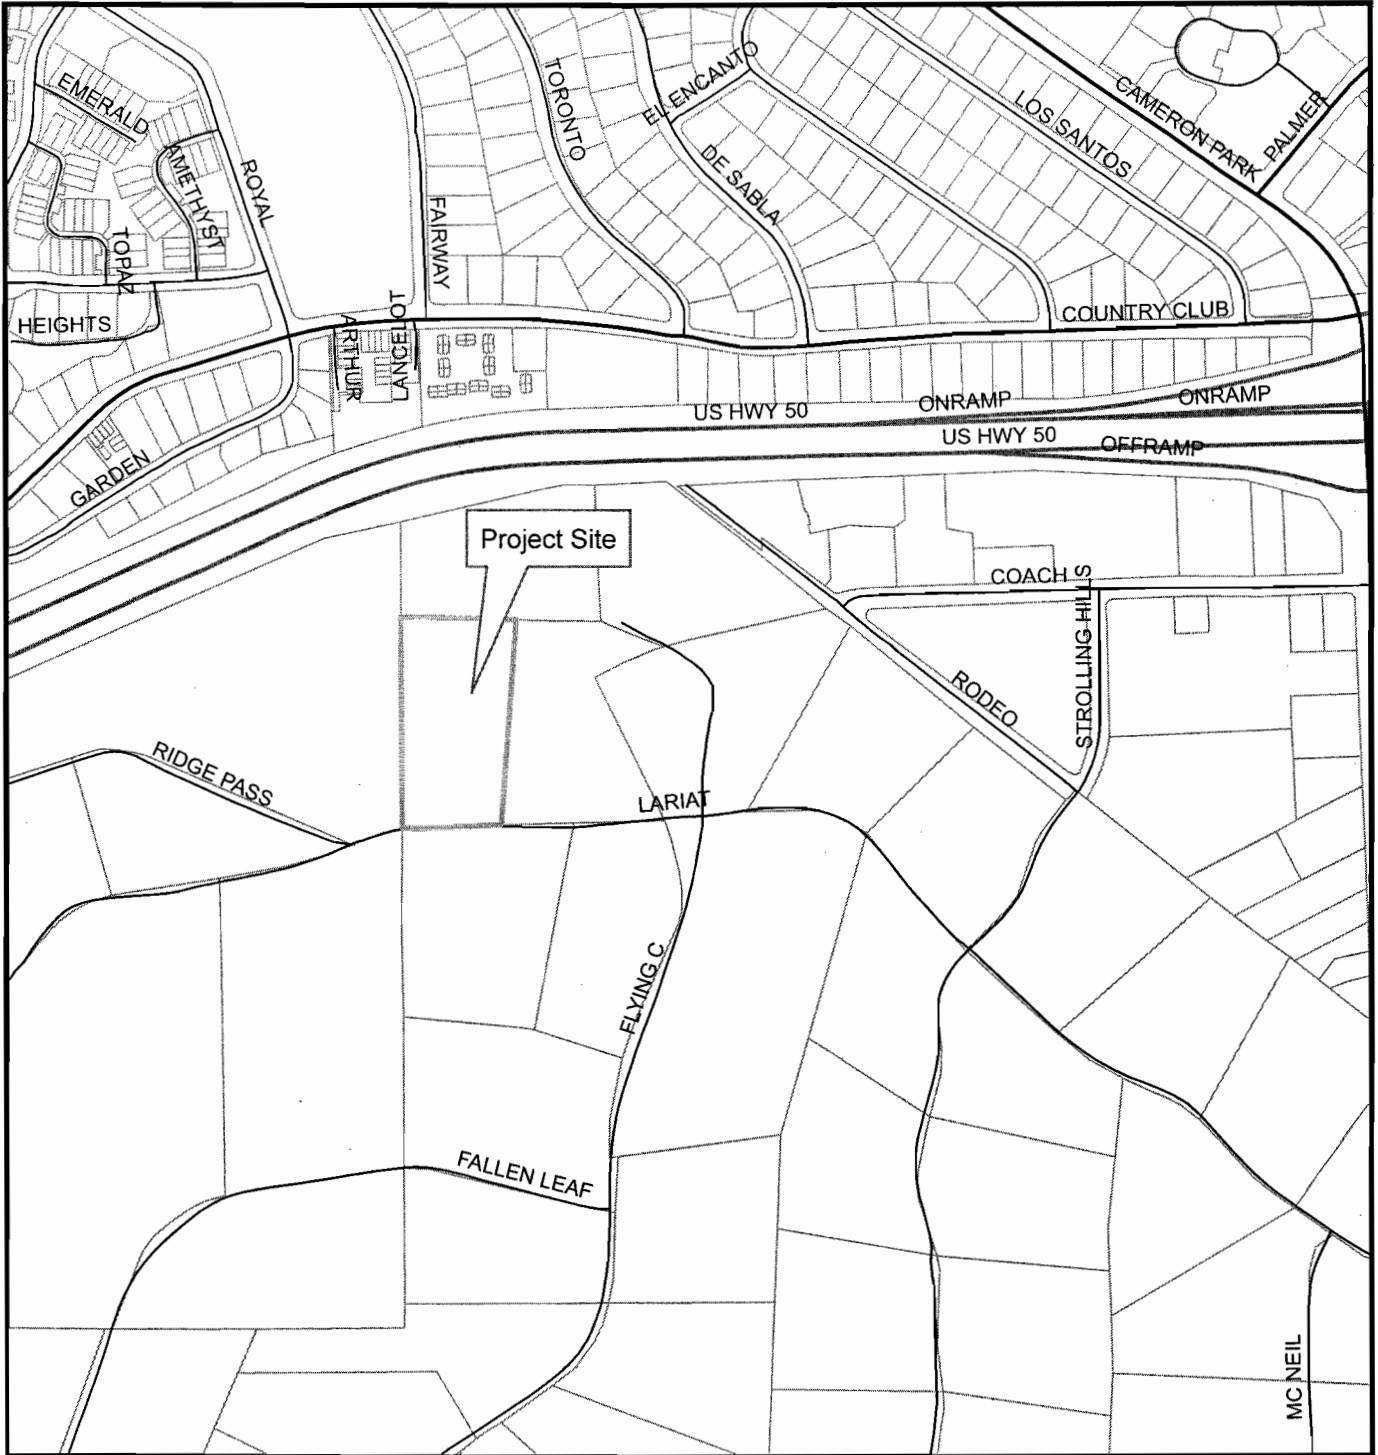 EMERALD
AMETHYST
ROYAL
TOPAZ
HEIGHTS
GARDEN
FAIRWAY
ARTHUR
LANCELOT
TORONTO
EL ENCANTO
DE SABLA
LOS SANTOS
CAMERON PARK
PALMER
COUNTRY CLUB
US HWY 50
ONRAMP
ONRAMP
US HWY 50
OFFRAMP
Project Site
COACH
STROLLING HILLS
RODEO
RIDGE PASS
LARIAT
FLYING C
FALLEN LEAF
MC NEIL